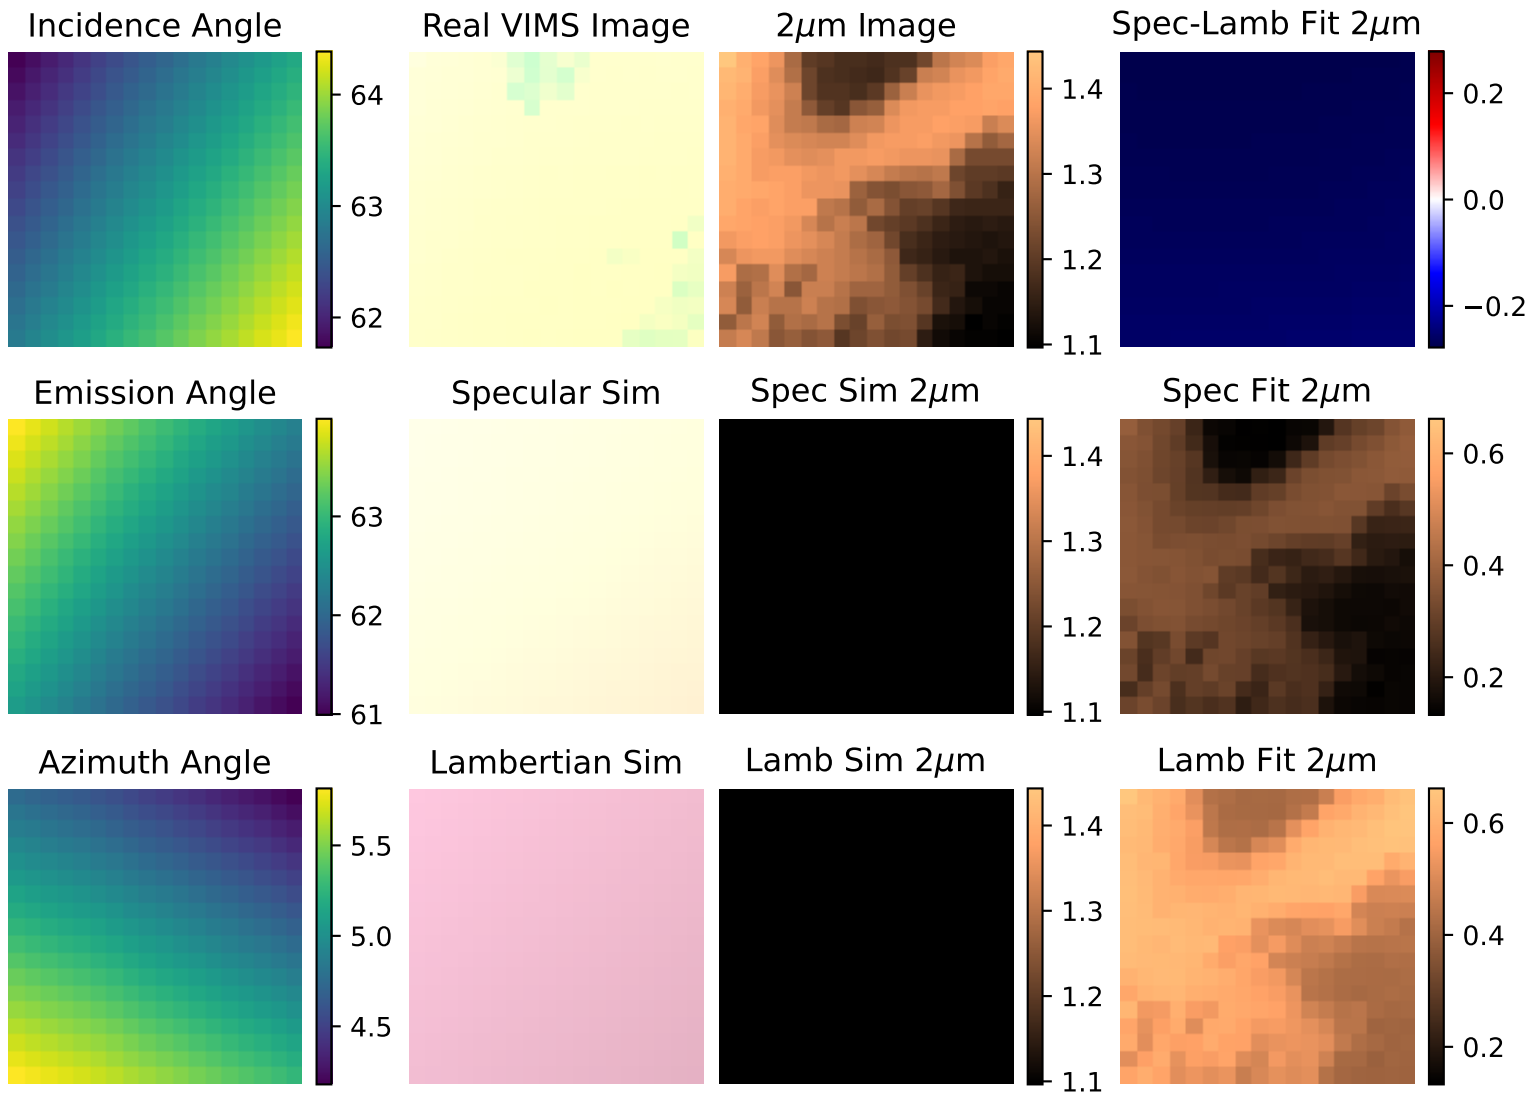 Incidence Angle
64
63
62
Real VIMS Image
2μm Image
1.4
1.3
1.2
1.1
Spec-Lamb Fit 2μm
0.2
0.0
−0.2
Emission Angle
63
62
61
Specular Sim
Spec Sim 2μm
1.4
1.3
1.2
1.1
Spec Fit 2μm
0.6
0.4
0.2
Azimuth Angle
5.5
5.0
4.5
Lambertian Sim
Lamb Sim 2μm
1.4
1.3
1.2
1.1
Lamb Fit 2μm
0.6
0.4
0.2